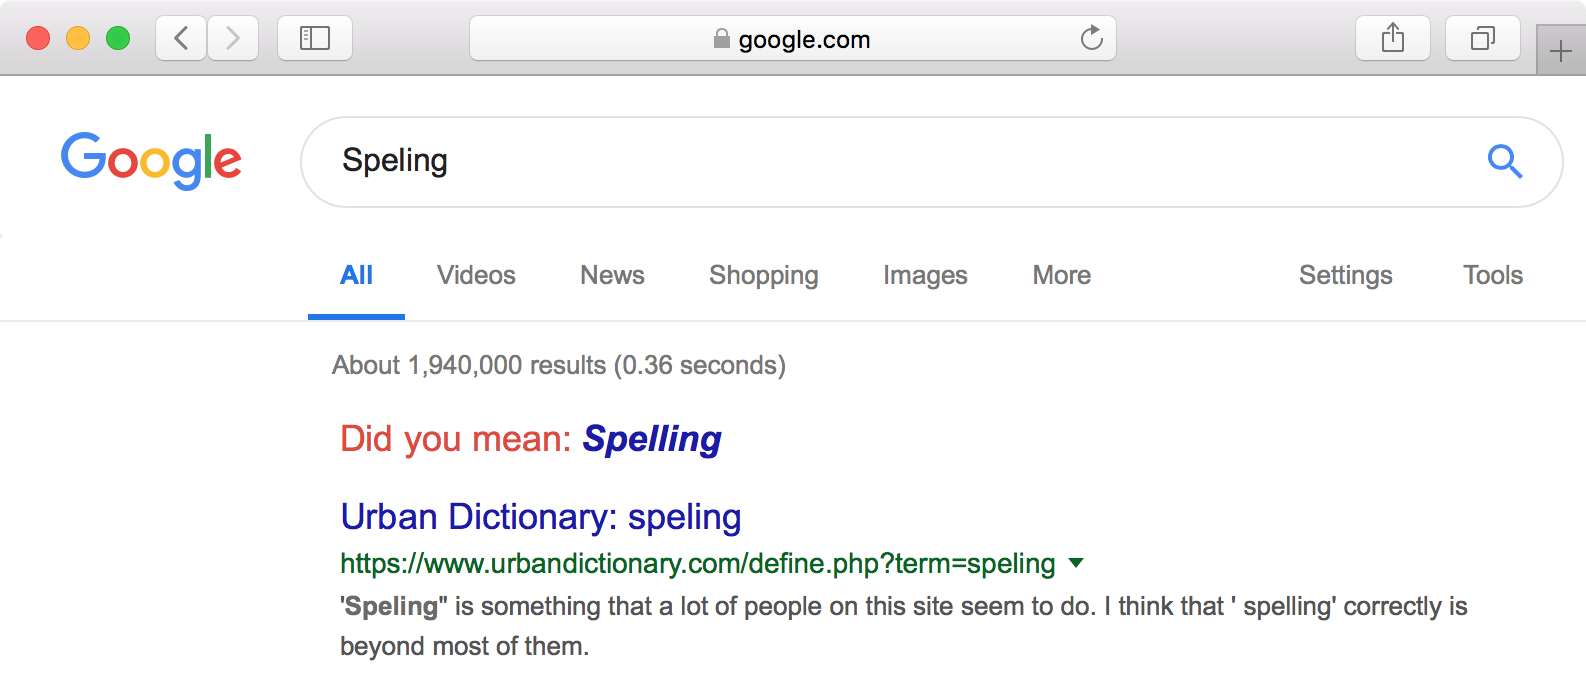 google.com
Google
Speling
All Videos News Shopping Images More Settings Tools
About 1,940,000 results (0.36 seconds)
Did you mean: Spelling
Urban Dictionary: speling
https://www.urbandictionary.com/define.php?term=speling
'Speling" is something that a lot of people on this site seem to do. I think that ' spelling' correctly is
beyond most of them.